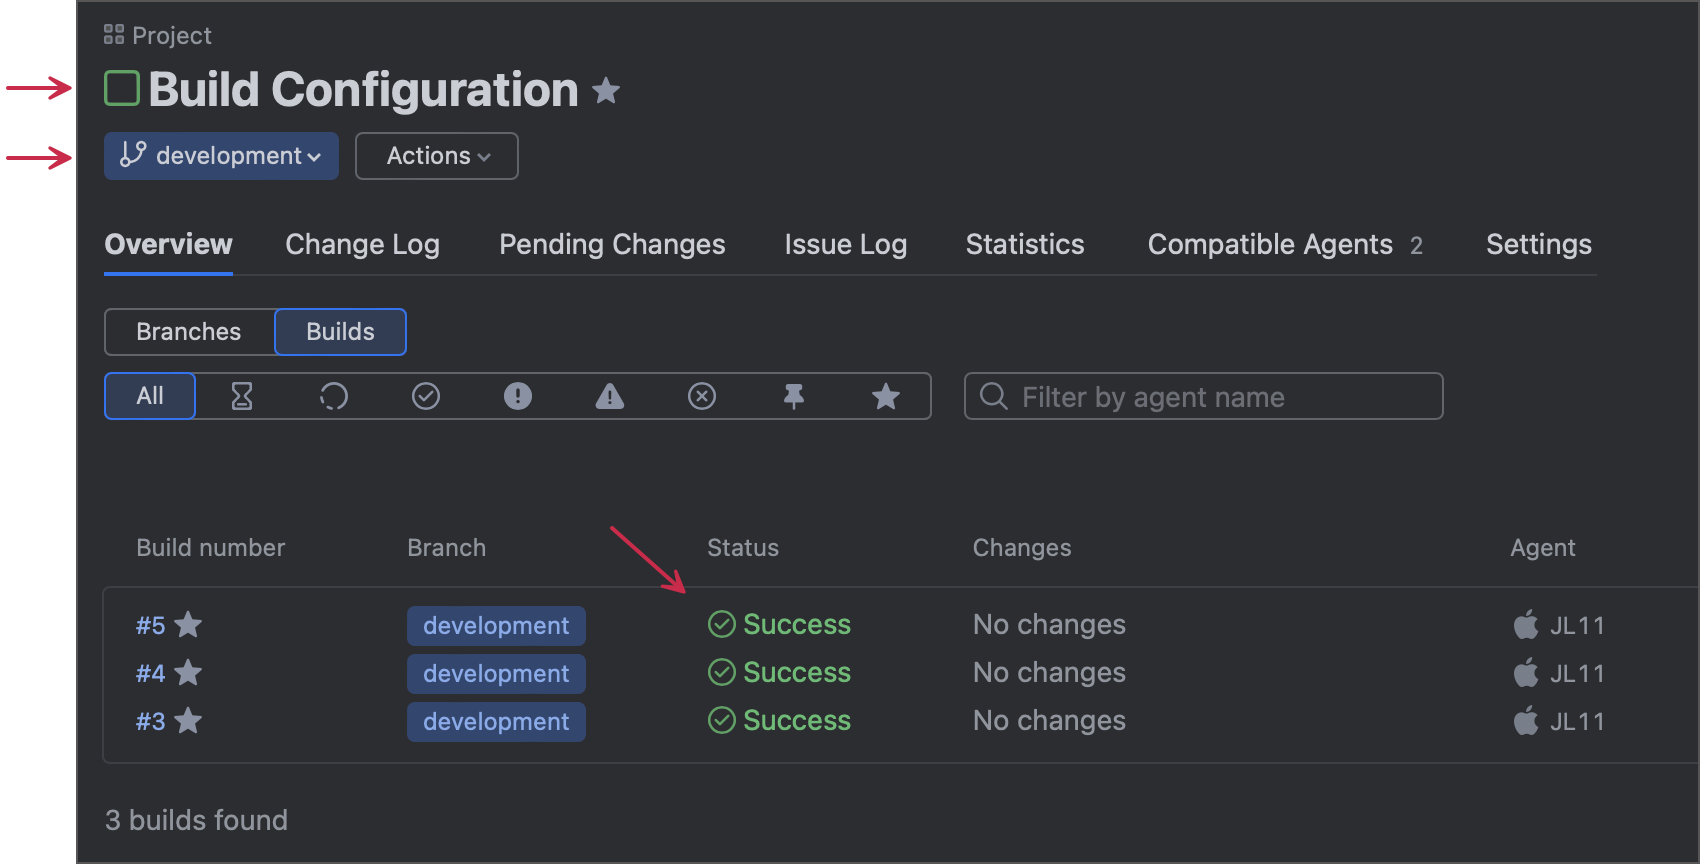 Project
Build Configuration
development Actions
Overview Change Log Pending Changes Issue Log Statistics Compatible Agents 2 Settings
Branches Builds
All Filter by agent name
Build number Branch Status Changes Agent
#5 development Success No changes JL11
#4 development Success No changes JL11
#3 development Success No changes JL11
3 builds found